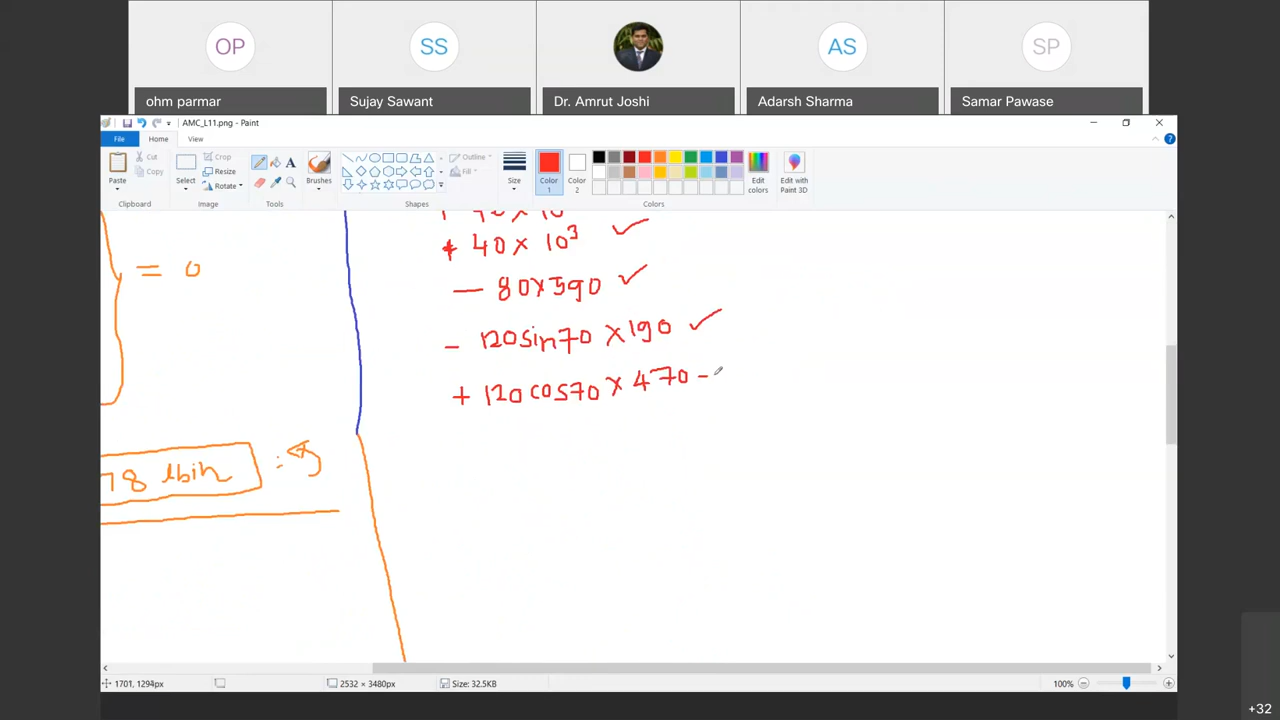 OP SS AS SP
ohm parmar Sujay Sawant Dr. Amrut Joshi Adarsh Sharma Samar Pawase
AMC_L11.png - Paint
File Home View
Paste Cut Copy Select Crop Resize Rotate A Brushes Outline Fill Size Color 1 Color 2 Edit colors Edit with Paint 3D
Clipboard Image Tools Shapes Colors
+ 40 × 10³ ✓
= 0
— 80×590 ✓
- 120sin70 ×190 ✓
+ 120cos70 × 470 -
78 lbin :
1701, 1294px 2532 × 3480px Size: 32.5KB 100%
+32